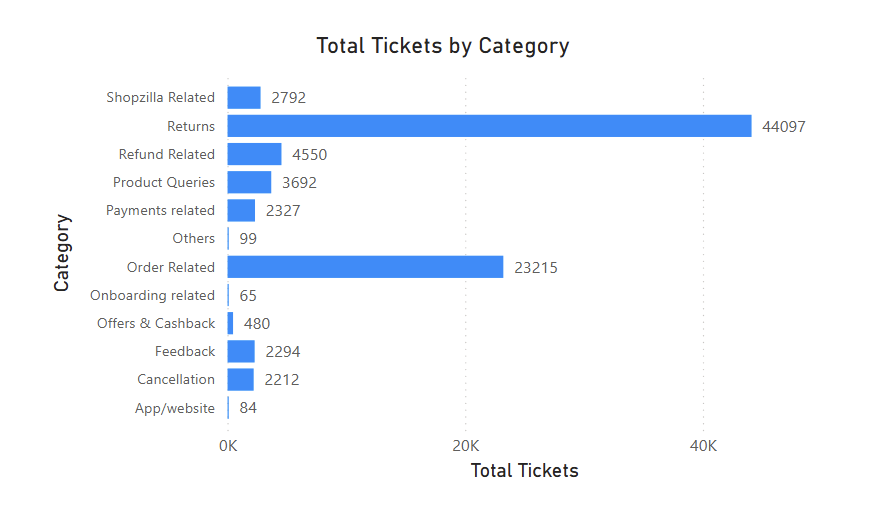 Total Tickets by Category
Category
Shopzilla Related 2792
Returns 44097
Refund Related 4550
Product Queries 3692
Payments related 2327
Others 99
Order Related 23215
Onboarding related 65
Offers & Cashback 480
Feedback 2294
Cancellation 2212
App/website 84
0K 20K 40K
Total Tickets